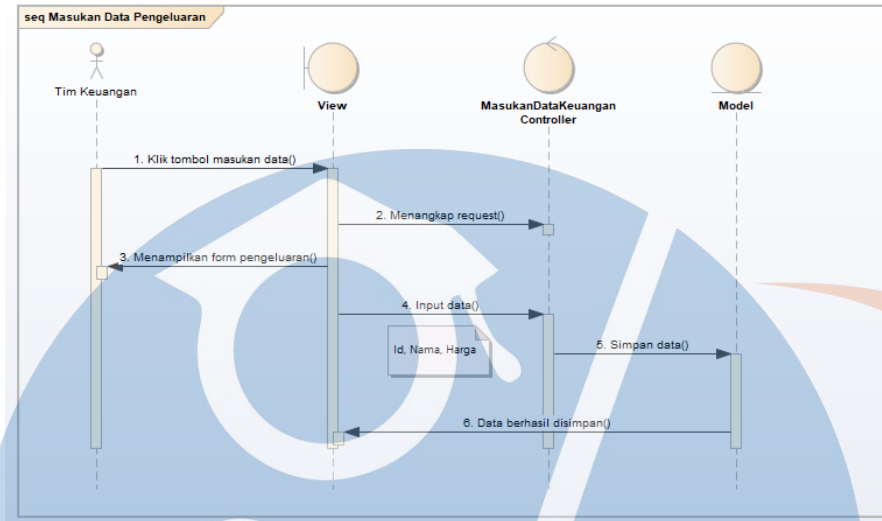 seq Masukan Data Pengeluaran
Tim Keuangan
View
MasukanDataKeuangan
Controller
Model
1. Klik tombol masukan data()
2. Menangkap request()
3. Menampilkan form pengeluaran()
4. Input data()
Id, Nama, Harga
5. Simpan data()
6. Data berhasil disimpan()